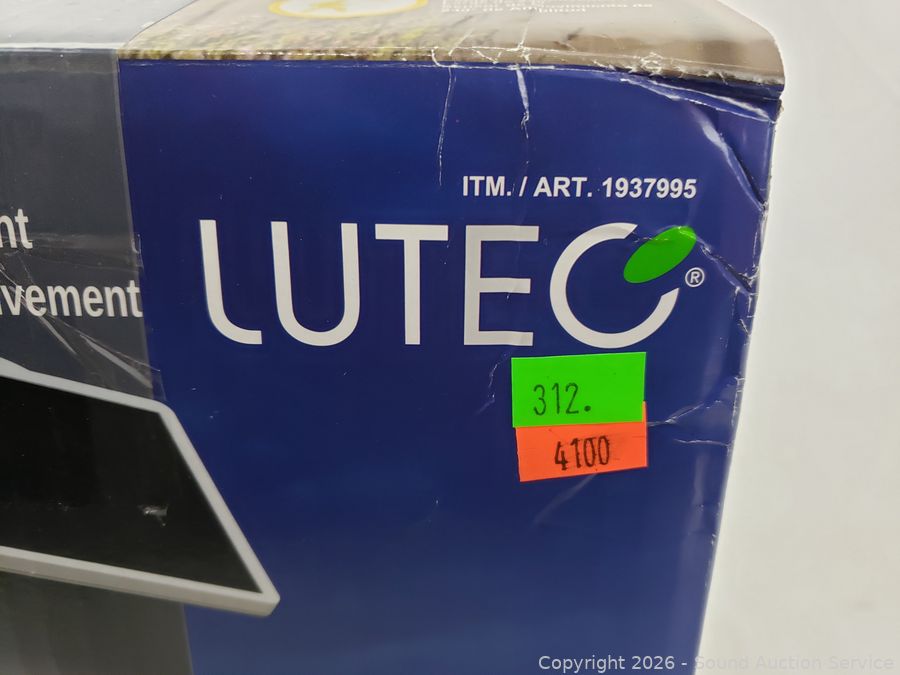 ITM. / ART. 1937995
LUTEC®
nt
vement
312.
4100
Copyright 2026 - Sound Auction Service